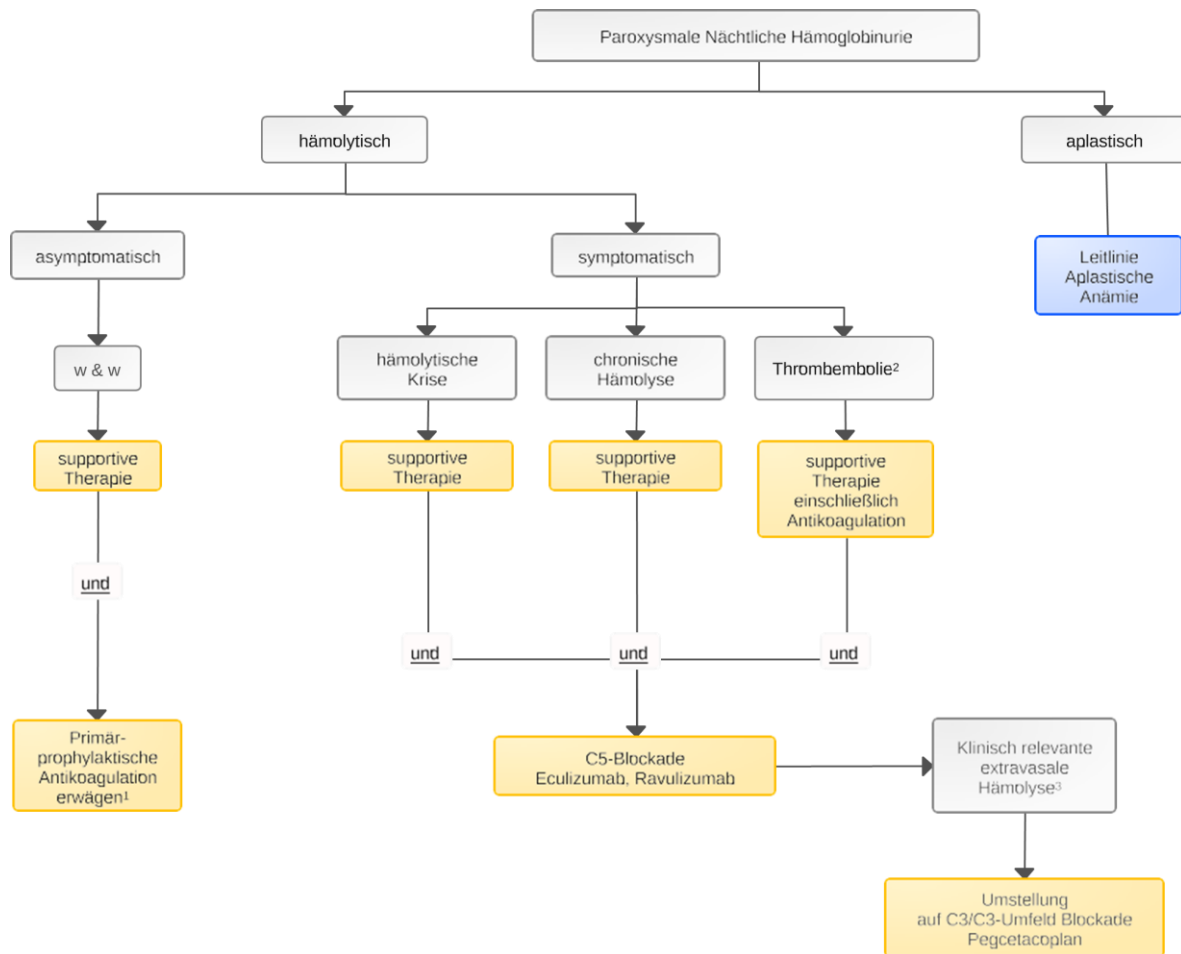 Paroxysmale Nächtliche Hämoglobinurie
hämolytisch
aplastisch
asymptomatisch
symptomatisch
Leitlinie
Aplastische
Anämie
w & w
hämolytische
Krise
chronische
Hämolyse
Thrombembolie²
supportive
Therapie
supportive
Therapie
supportive
Therapie
supportive
Therapie
einschließlich
Antikoagulation
und
und
und
und
Primär-
prophylaktische
Antikoagulation
erwägen¹
C5-Blockade
Eculizumab, Ravulizumab
Klinisch relevante
extravasale
Hämolyse³
Umstellung
auf C3/C3-Umfeld Blockade
Pegcetacoplan